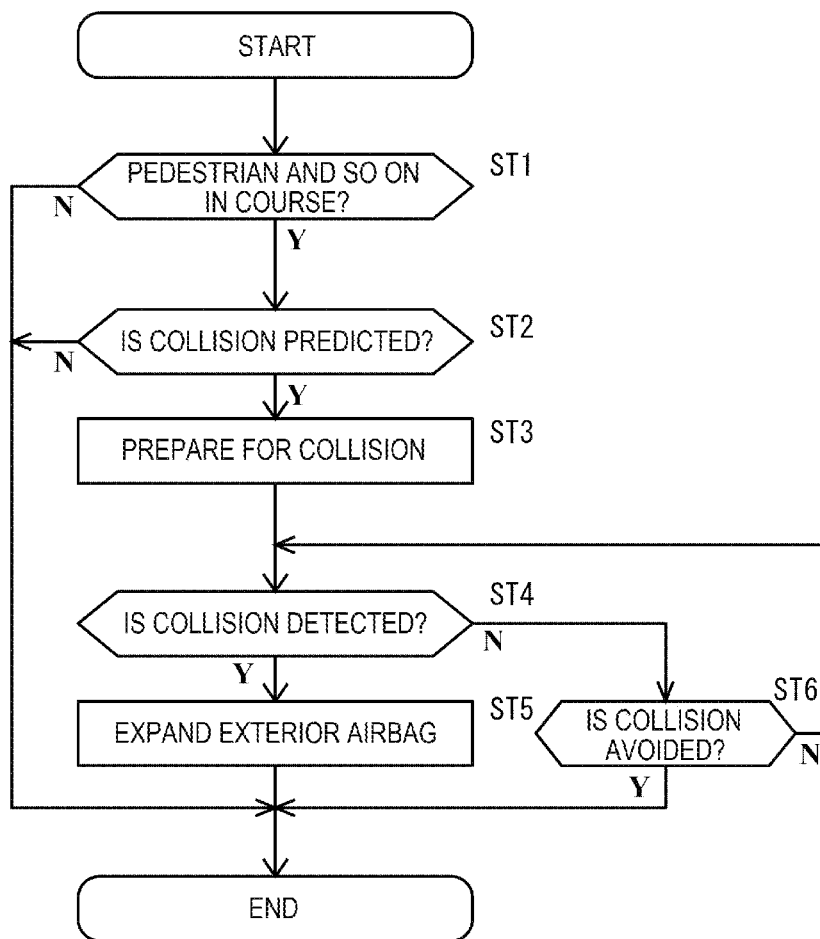 START
PEDESTRIAN AND SO ON
IN COURSE?
ST1
N
Y
IS COLLISION PREDICTED?
ST2
N
Y
PREPARE FOR COLLISION
ST3
IS COLLISION DETECTED?
ST4
N
Y
EXPAND EXTERIOR AIRBAG
ST5
IS COLLISION
AVOIDED?
ST6
N
Y
END